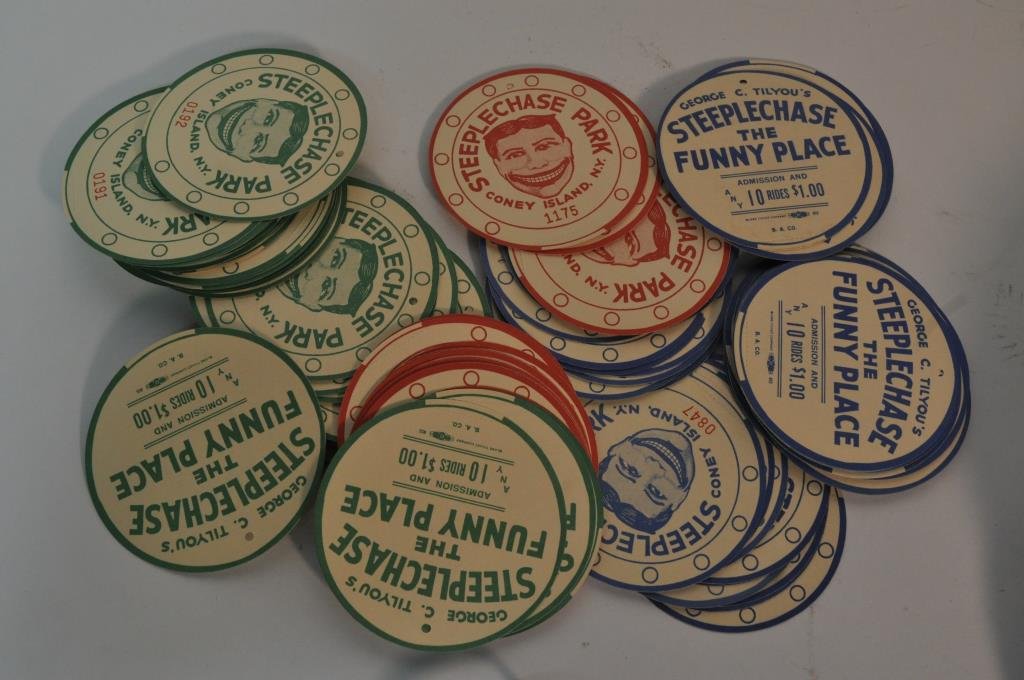 STEEPLECHASE PARK
CONEY ISLAND, N.Y.
0192
CONEY ISLAND, N.Y.
0191
STEEPLECHASE PARK
N.Y.
STEEPLECHASE PARK
CONEY ISLAND, N.Y.
1175
PARK
N.Y.
GEORGE C. TILYOU'S
STEEPLECHASE
THE
FUNNY PLACE
ADMISSION AND
ANY 10 RIDES $1.00
B. A. CO.
GEORGE C. TILYOU'S
STEEPLECHASE
THE
FUNNY PLACE
ADMISSION AND
ANY 10 RIDES $1.00
B. A. CO.
CONEY ISLAND, N.Y.
0847
GEORGE C. TILYOU'S
STEEPLECHASE
THE
FUNNY PLACE
ADMISSION AND
ANY 10 RIDES $1.00
B. A. CO.
GEORGE C. TILYOU'S
STEEPLECHASE
THE
FUNNY PLACE
ADMISSION AND
ANY 10 RIDES $1.00
B. A. CO.